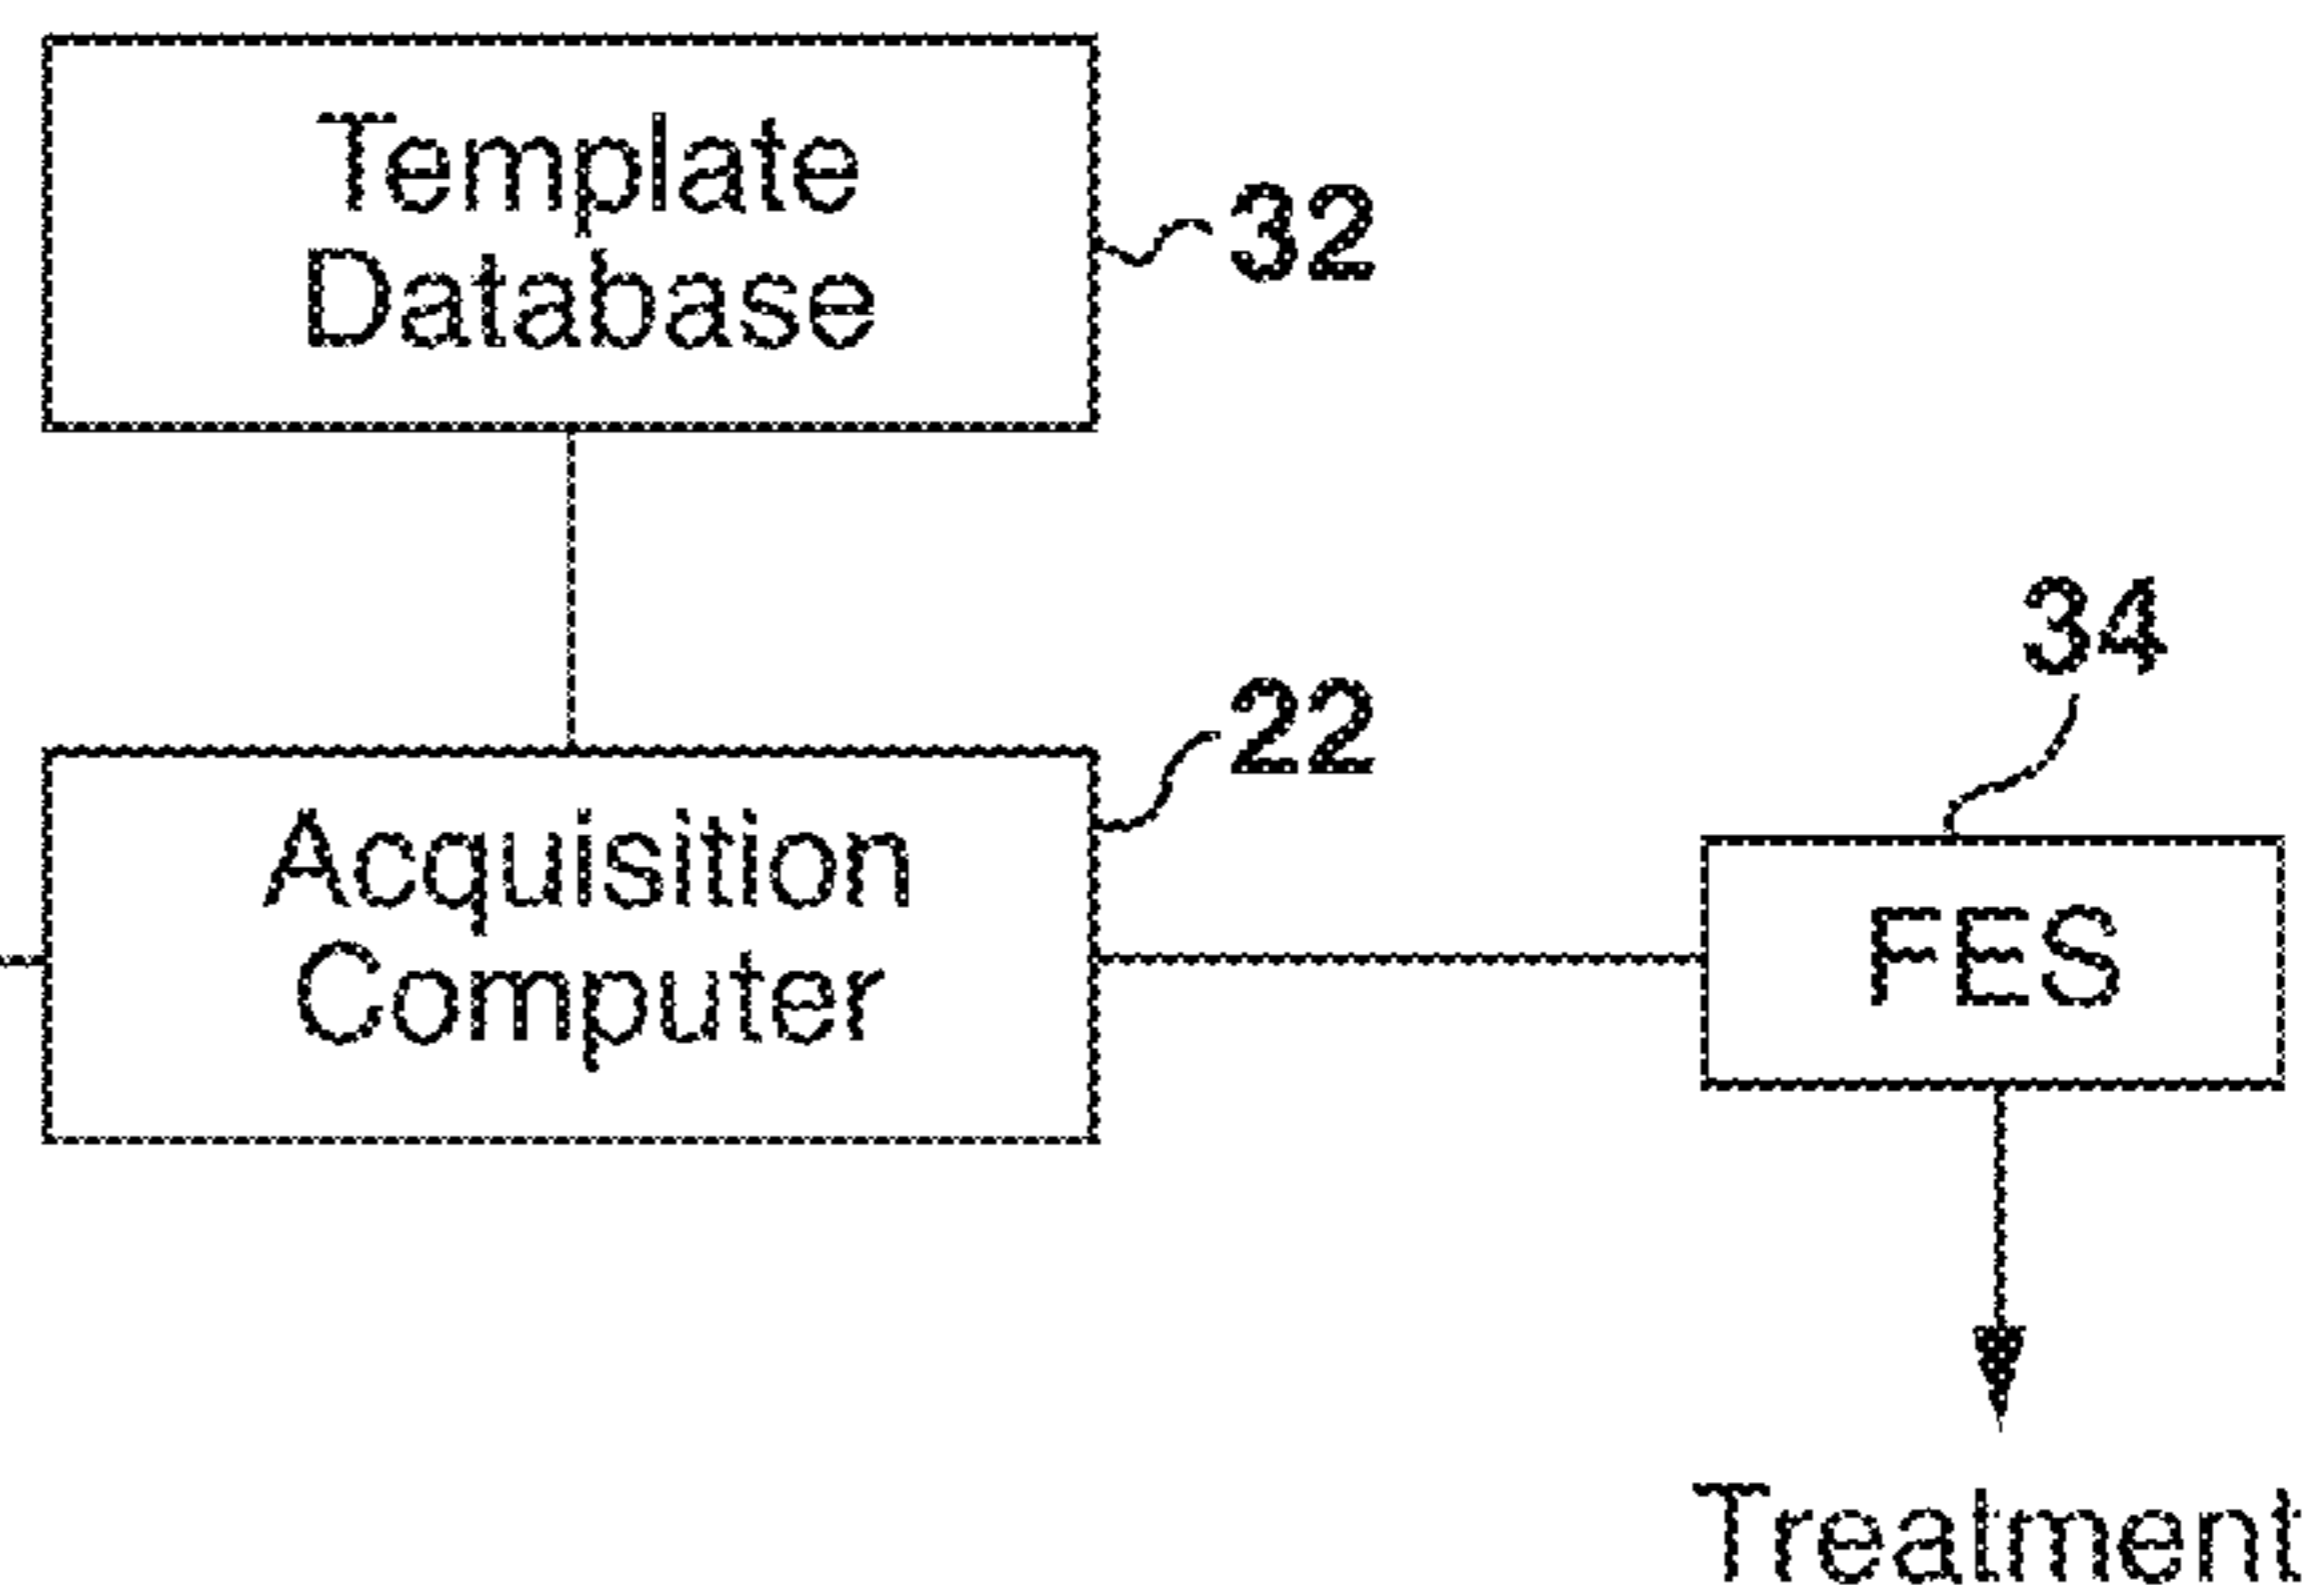 Template
Database
32
34
22
Acquisition
Computer
FES
Treatment